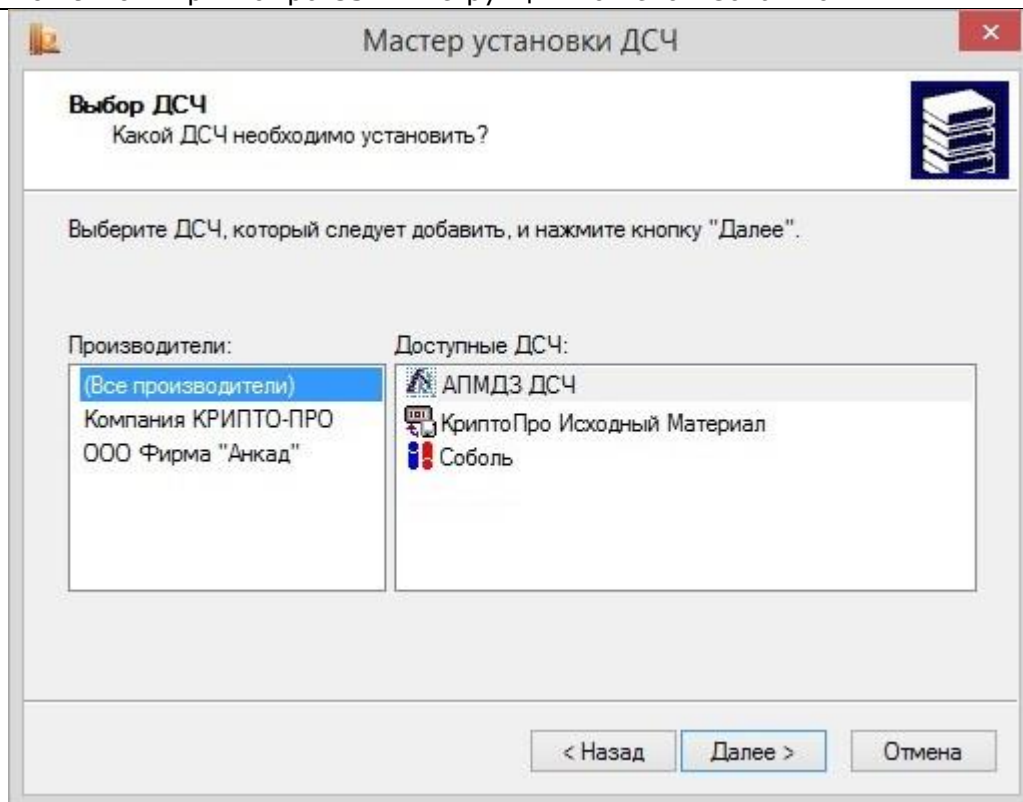 Мастер установки ДСЧ
Выбор ДСЧ
Какой ДСЧ необходимо установить?
Выберите ДСЧ, который следует добавить, и нажмите кнопку "Далее".
Производители:
(Все производители)
Компания КРИПТО-ПРО
ООО Фирма "Анкад"
Доступные ДСЧ:
АПМДЗ ДСЧ
КриптоПро Исходный Материал
Соболь
< Назад
Далее >
Отмена